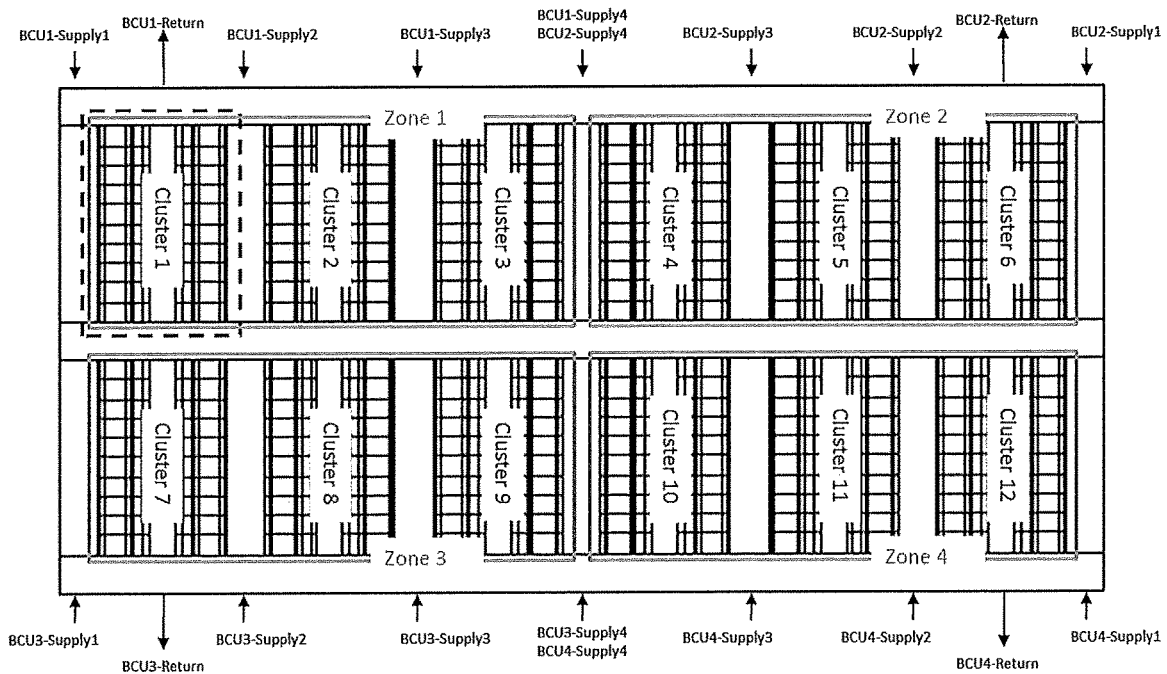 BCU1-Return
BCU1-Supply4
BCU2-Return
BCU1-Supply1
BCU1-Supply2
BCU1-Supply3
BCU2-Supply4
BCU2-Supply3
BCU2-Supply2
BCU2-Supply1
Zone 1
Zone 2
Cluster 1
Cluster 2
Cluster 3
Cluster 4
Cluster 5
Cluster 6
Cluster 7
Cluster 8
Cluster 9
Cluster 10
Cluster 11
Cluster 12
Zone 3
Zone 4
BCU3-Supply1
BCU3-Supply2
BCU3-Supply3
BCU3-Supply4
BCU4-Supply3
BCU4-Supply2
BCU4-Supply1
BCU3-Return
BCU4-Supply4
BCU4-Return